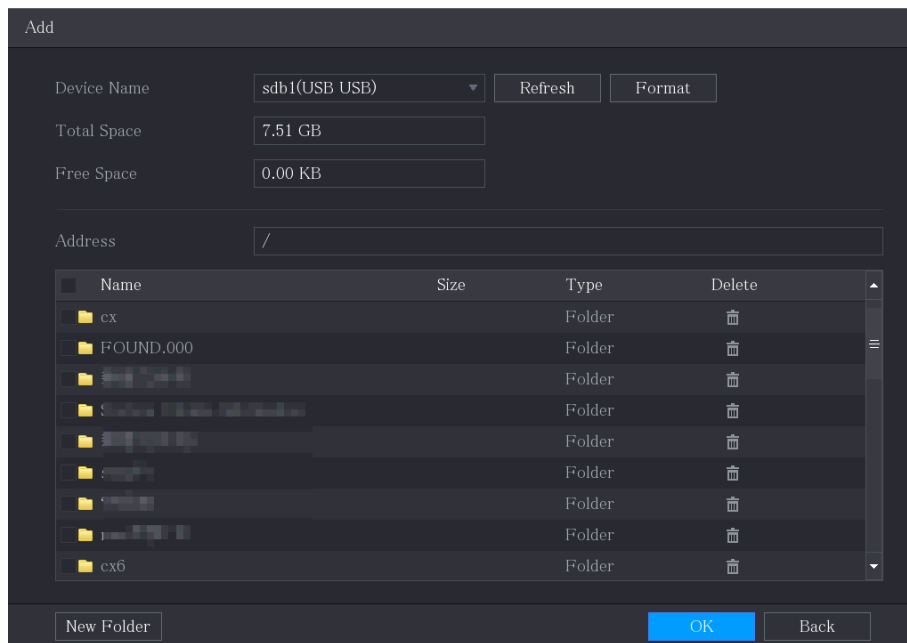 Add
Device Name sdb1(USB USB) Refresh Format
Total Space 7.51 GB
Free Space 0.00 KB
Address /
Name Size Type Delete
cx Folder
FOUND.000 Folder
Folder
Folder
Folder
Folder
Folder
Folder
cx6 Folder
New Folder OK Back